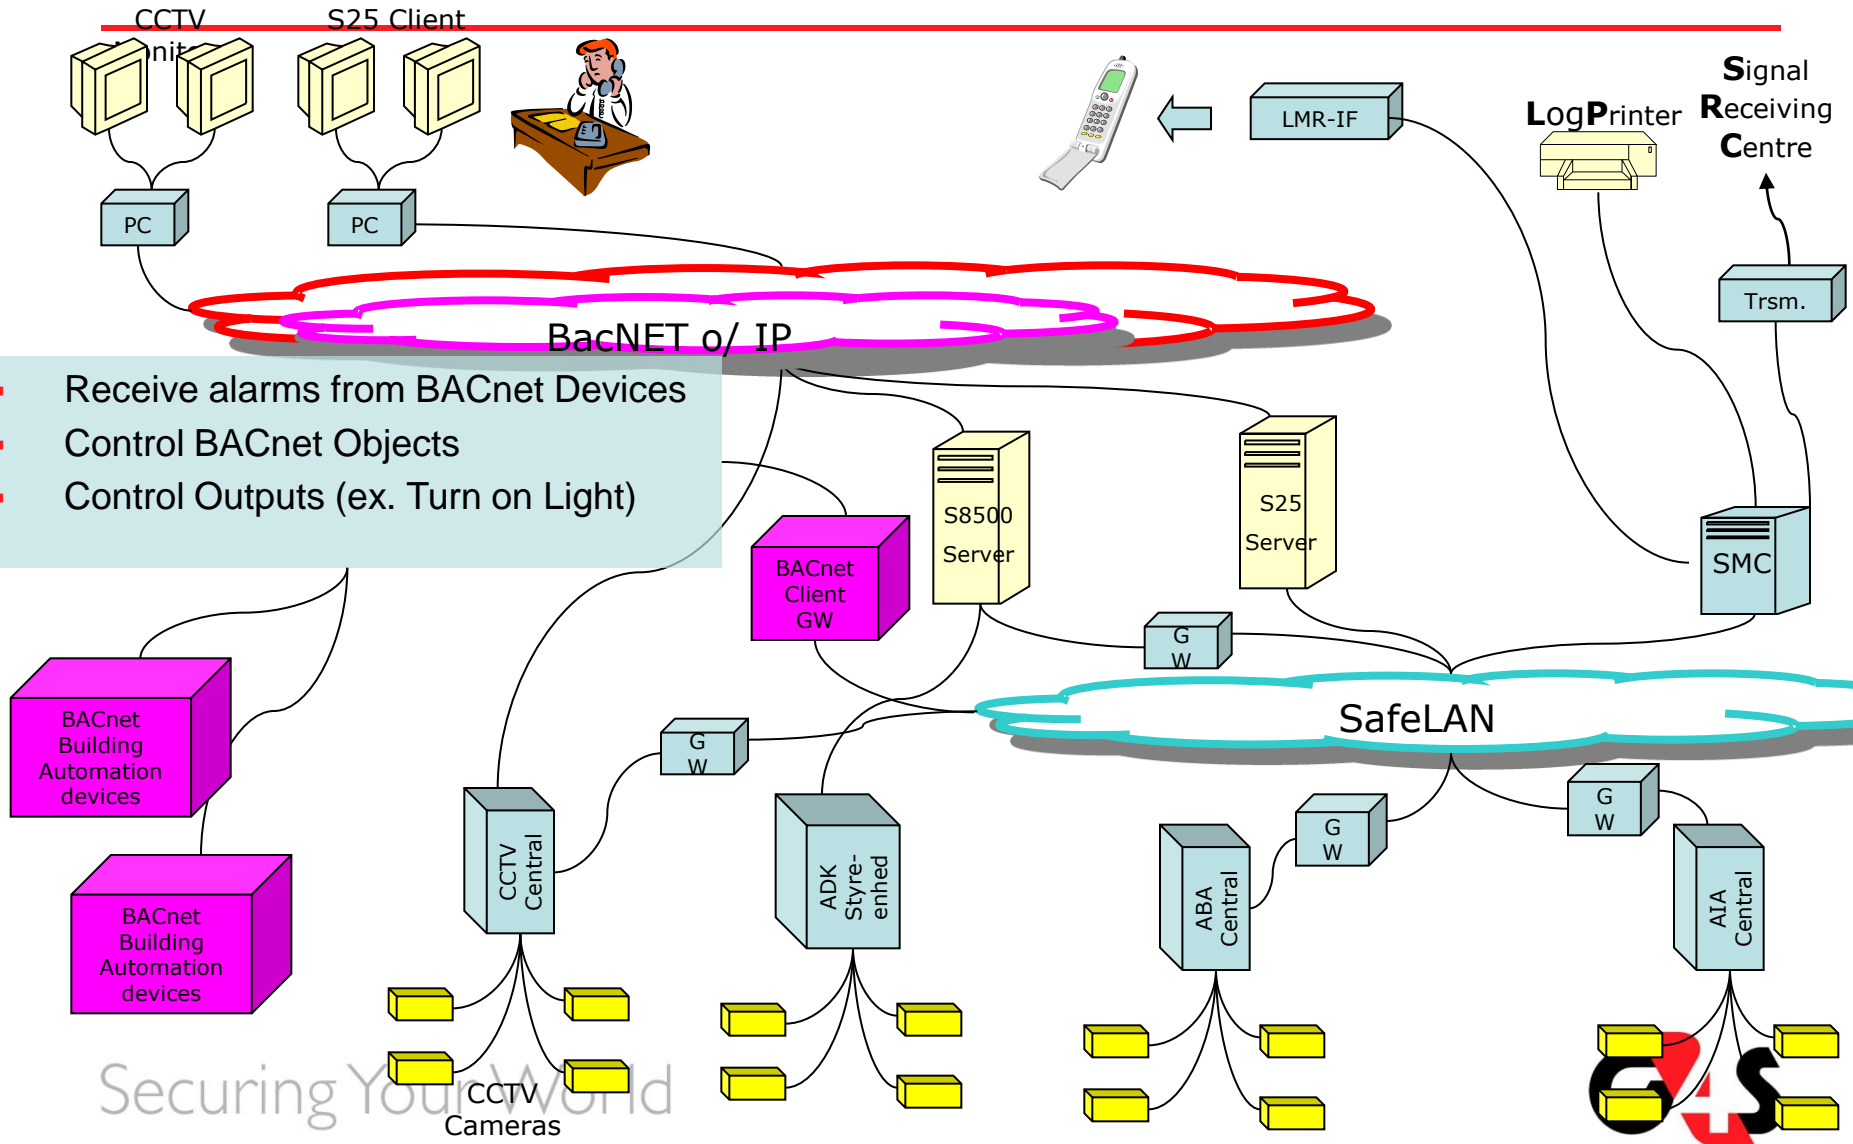 CCTV
Monitor
S25 Client
PC
PC
LMR-IF
LogPrinter
Signal
Receiving
Centre
Trsm.
BacNET o/ IP
Receive alarms from BACnet Devices
Control BACnet Objects
Control Outputs (ex. Turn on Light)
S8500
Server
S25
Server
SMC
BACnet
Client
GW
G
W
SafeLAN
BACnet
Building
Automation
devices
G
W
G
W
G
W
CCTV
Central
ADK
Styre-
enhed
ABA
Central
AIA
Central
BACnet
Building
Automation
devices
Securing Your World
CCTV
Cameras
G4S